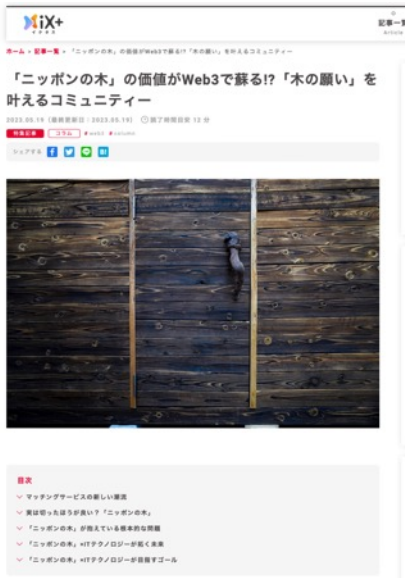 iX+
イクタス
記事一覧
Article
ホーム » 記事一覧 » 「ニッポンの木」の価値がWeb3で蘇る!?「木の願い」を叶えるコミュニティー
「ニッポンの木」の価値がWeb3で蘇る!?「木の願い」を
叶えるコミュニティー
2023.05.19 (最終更新日：2023.05.19) 読了時間目安 12 分
特集記事 コラム #web3 #column
シェアする
目次
マッチングサービスの新しい潮流
実は切ったほうが良い？「ニッポンの木」
「ニッポンの木」が抱えている根本的な問題
「ニッポンの木」×ITテクノロジーが拓く未来
「ニッポンの木」×ITテクノロジーが目指すゴール